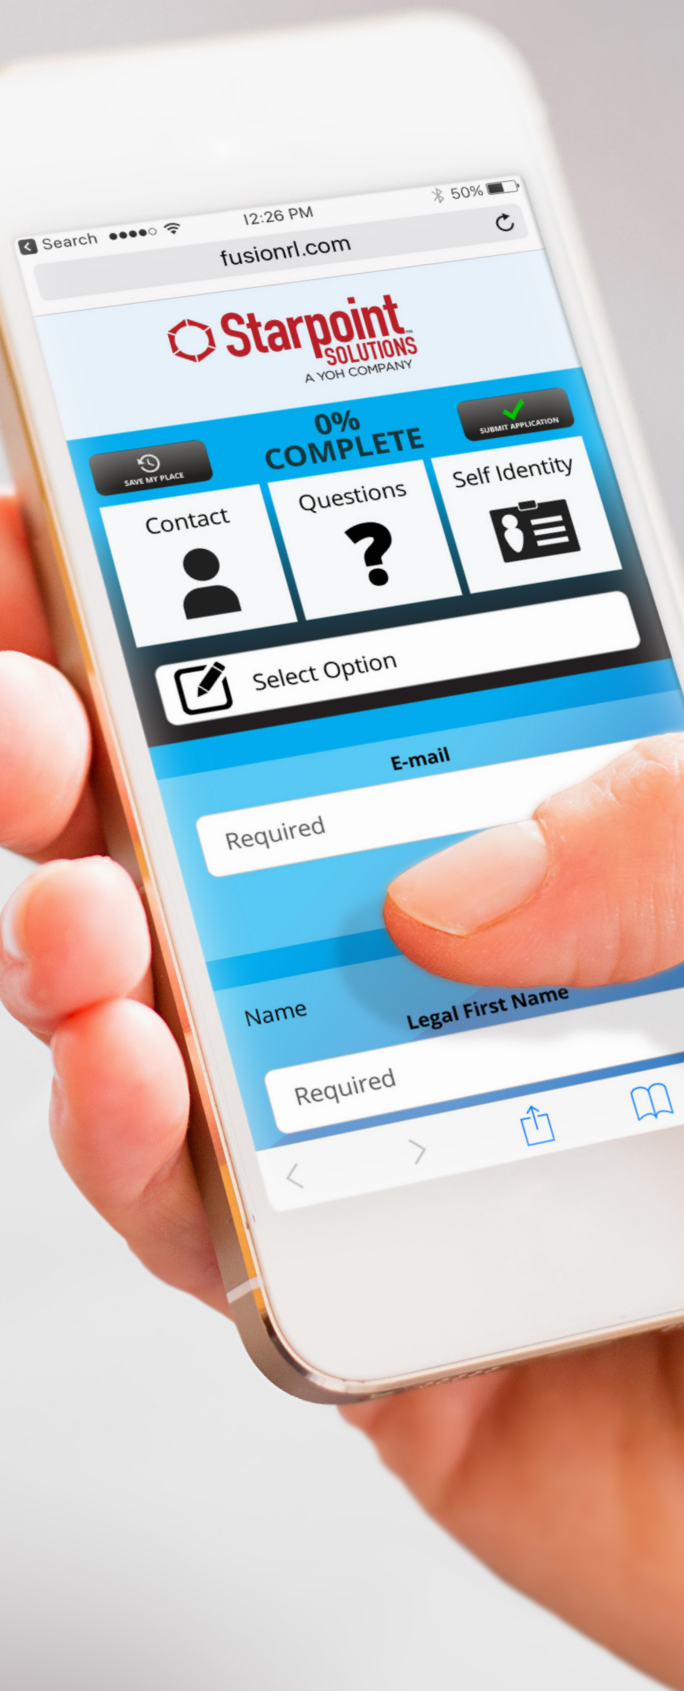 Search 12:26 PM 50%
fusionrl.com
Starpoint
SOLUTIONS
A YOH COMPANY
0%
COMPLETE
SAVE MY PLACE
SUBMIT APPLICATION
Contact
Questions
Self Identity
?
Select Option
E-mail
Required
Name
Legal First Name
Required